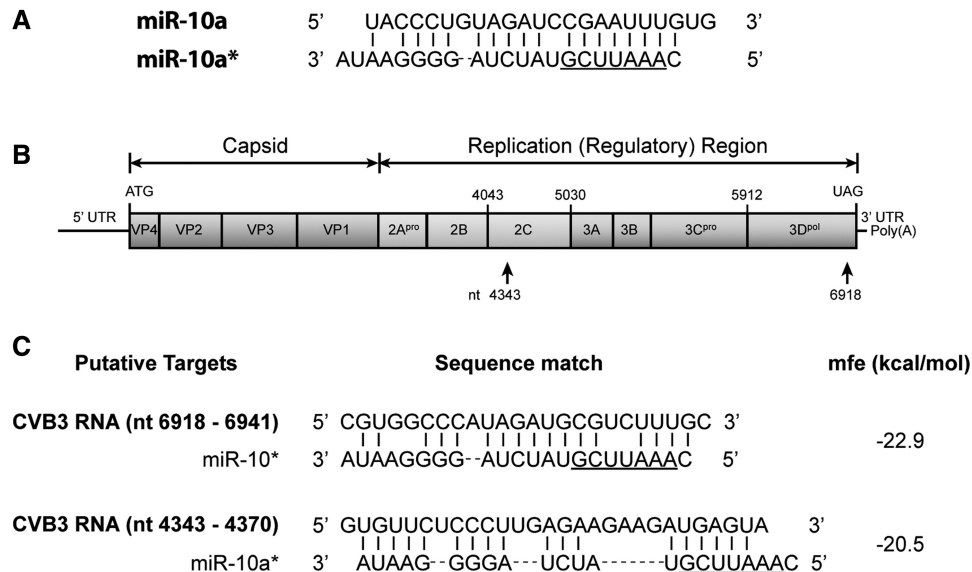 A
miR-10a 5’ UACCCUGUAGAUCCGAAUUUGUG 3’
miR-10a* 3’ AUAAGGGG--AUCUAUGCUUAAAC 5’
B
Capsid Replication (Regulatory) Region
ATG 4043 5030 5912 UAG
5’ UTR VP4 VP2 VP3 VP1 2Apro 2B 2C 3A 3B 3Cpro 3Dpol 3’ UTR
Poly(A)
nt 4343 6918
C
Putative Targets Sequence match mfe (kcal/mol)
CVB3 RNA (nt 6918 - 6941) 5’ CGUGGCCCAUAGAUGCGUCUUUGC 3’
miR-10* 3’ AUAAGGGG--AUCUAUGCUUAAAC 5’
-22.9
CVB3 RNA (nt 4343 - 4370) 5’ GUGUUCUCCCUUGAGAAGAAGAUGAGUA 3’
miR-10a* 3’ AUAAG--GGGA---UCUA-------UGCUUAAAC 5’
-20.5